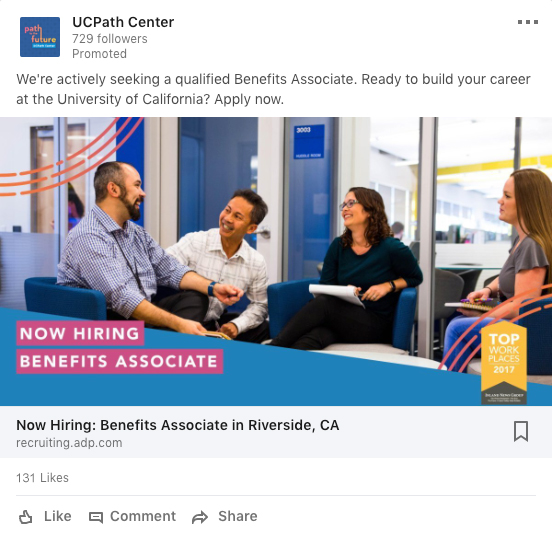 path
to
future
UCPath Center
729 followers
Promoted
We're actively seeking a qualified Benefits Associate. Ready to build your career
at the University of California? Apply now.
3003
NOW HIRING
BENEFITS ASSOCIATE
TOP
WORK
PLACES
2017
Now Hiring: Benefits Associate in Riverside, CA
recruiting.adp.com
131 Likes
Like Comment Share